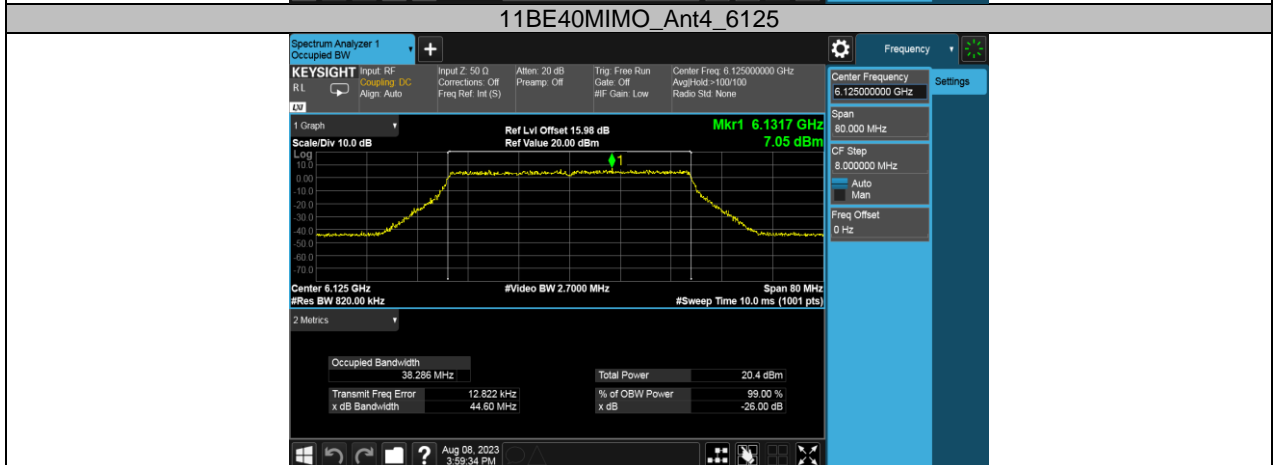 11BE40MIMO_Ant4_6125
Spectrum Analyzer 1
Occupied BW
Frequency
KEYSIGHT
R L
LXI
Input: RF
Coupling: DC
Align: Auto
Input Z: 50 Ω
Corrections: Off
Freq Ref: Int (S)
Atten: 20 dB
Preamp: Off
Trig: Free Run
Gate: Off
#IF Gain: Low
Center Freq: 6.125000000 GHz
Avg|Hold:>100/100
Radio Std: None
Center Frequency
6.125000000 GHz
Settings
Span
80.000 MHz
CF Step
8.000000 MHz
Auto
Man
Freq Offset
0 Hz
1 Graph
Scale/Div 10.0 dB
Ref Lvl Offset 15.98 dB
Ref Value 20.00 dBm
Mkr1 6.1317 GHz
7.05 dBm
Log
10.0
0.00
-10.0
-20.0
-30.0
-40.0
-50.0
-60.0
-70.0
1
Center 6.125 GHz
#Res BW 820.00 kHz
#Video BW 2.7000 MHz
Span 80 MHz
#Sweep Time 10.0 ms (1001 pts)
2 Metrics
Occupied Bandwidth
38.286 MHz
Total Power 20.4 dBm
Transmit Freq Error 12.822 kHz
% of OBW Power 99.00 %
x dB Bandwidth 44.60 MHz
x dB -26.00 dB
?
Aug 08, 2023
3:59:34 PM